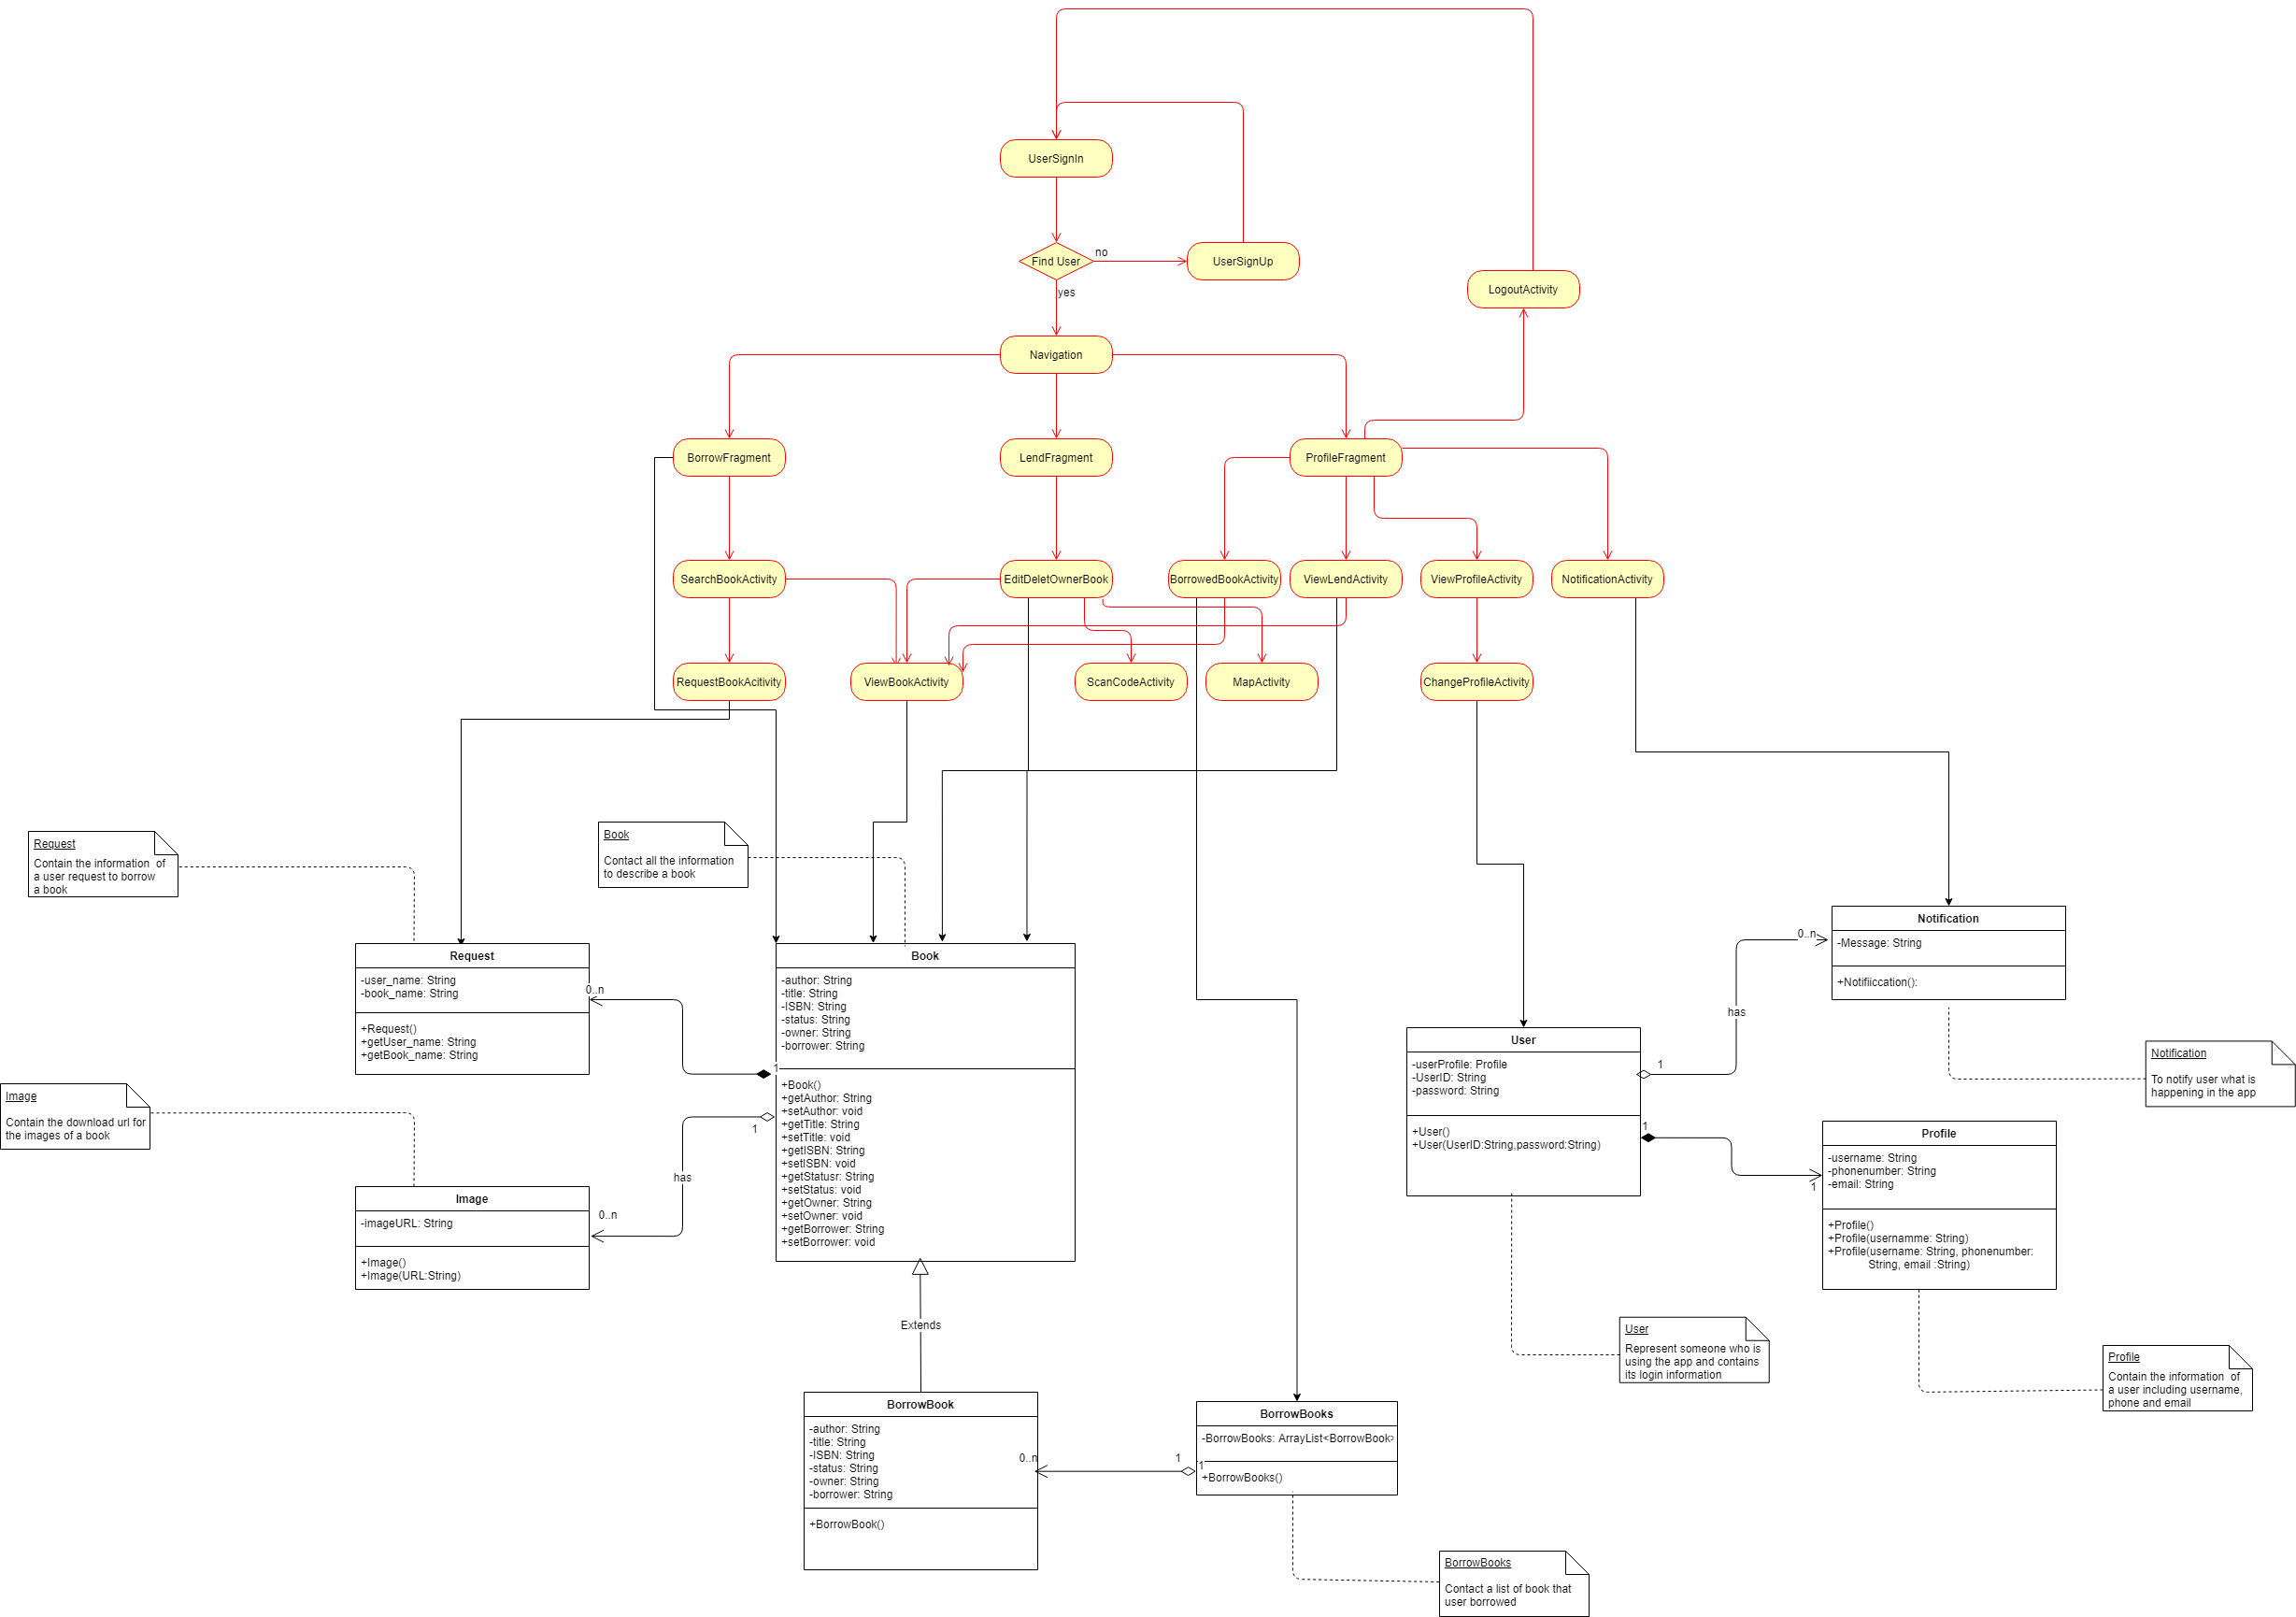 UserSignIn
Find User
no
UserSignUp
yes
LogoutActivity
Navigation
BorrowFragment
LendFragment
ProfileFragment
SearchBookActivity
EditDeletOwnerBook
BorrowedBookActivity
ViewLendActivity
ViewProfileActivity
NotificationActivity
RequestBookAcitivity
ViewBookActivity
ScanCodeActivity
MapActivity
ChangeProfileActivity
Request
Contain the information of
a user request to borrow
a book
Book
Contact all the information
to describe a book
Request
-user_name: String
-book_name: String
+Request()
+getUser_name: String
+getBook_name: String
0..n
1
Book
-author: String
-title: String
-ISBN: String
-status: String
-owner: String
-borrower: String
+Book()
+getAuthor: String
+setAuthor: void
+getTitle: String
+setTitle: void
+getISBN: String
+setISBN: void
+getStatusr: String
+setStatus: void
+getOwner: String
+setOwner: void
+getBorrower: String
+setBorrower: void
Notification
-Message: String
+Notifiiccation():
0..n
has
1
User
-userProfile: Profile
-UserID: String
-password: String
+User()
+User(UserID:String,password:String)
Notification
To notify user what is
happening in the app
1
1
Profile
-username: String
-phonenumber: String
-email: String
+Profile()
+Profile(usernamme: String)
+Profile(username: String, phonenumber:
String, email :String)
Image
Contain the download url for
the images of a book
1
has
0..n
Image
-imageURL: String
+Image()
+Image(URL:String)
Extends
User
Represent someone who is
using the app and contains
its login information
Profile
Contain the information of
a user including username,
phone and email
BorrowBook
-author: String
-title: String
-ISBN: String
-status: String
-owner: String
-borrower: String
+BorrowBook()
0..n
1
1
BorrowBooks
-BorrowBooks: ArrayList<BorrowBook>
+BorrowBooks()
BorrowBooks
Contact a list of book that
user borrowed